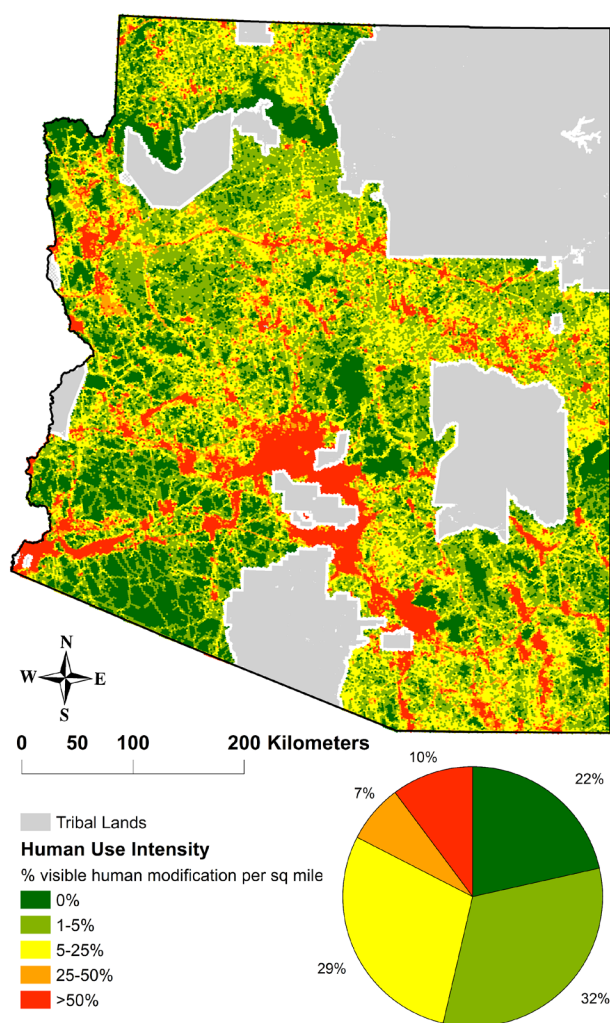 N
W E
S
0 50 100 200 Kilometers
10%
22%
7%
Tribal Lands
Human Use Intensity
% visible human modification per sq mile
0%
1-5%
5-25%
25-50%
>50%
29%
32%